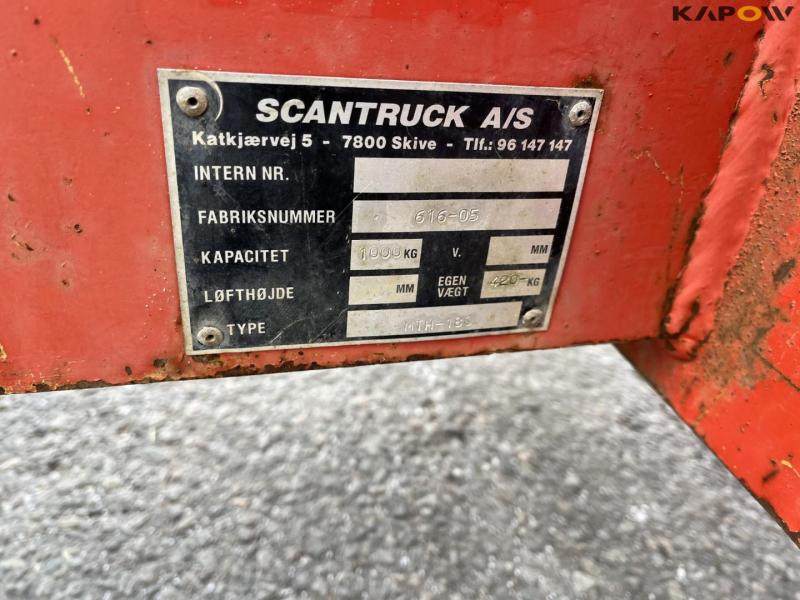 KAPOW
SCANTRUCK A/S
Katkjærvej 5 - 7800 Skive - Tlf.: 96 147 147
INTERN NR.
FABRIKSNUMMER 616-05
KAPACITET 1000 KG V. MM
LØFTHØJDE MM EGEN VÆGT 420- KG
TYPE